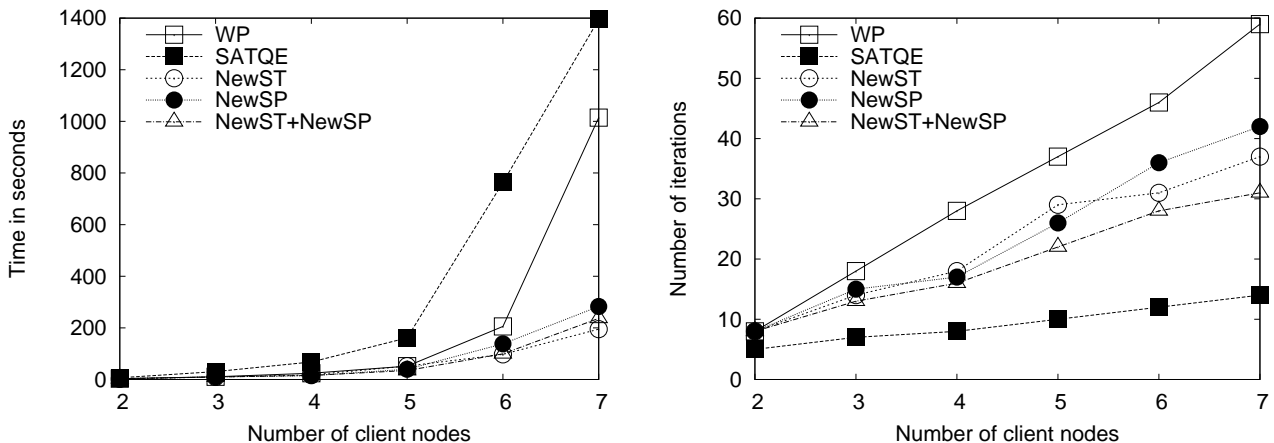 1400
1200
1000
800
600
400
200
0
2
3
4
5
6
7
Time in seconds
Number of client nodes
WP
SATQE
NewST
NewSP
NewST+NewSP
60
50
40
30
20
10
0
2
3
4
5
6
7
Number of iterations
Number of client nodes
WP
SATQE
NewST
NewSP
NewST+NewSP